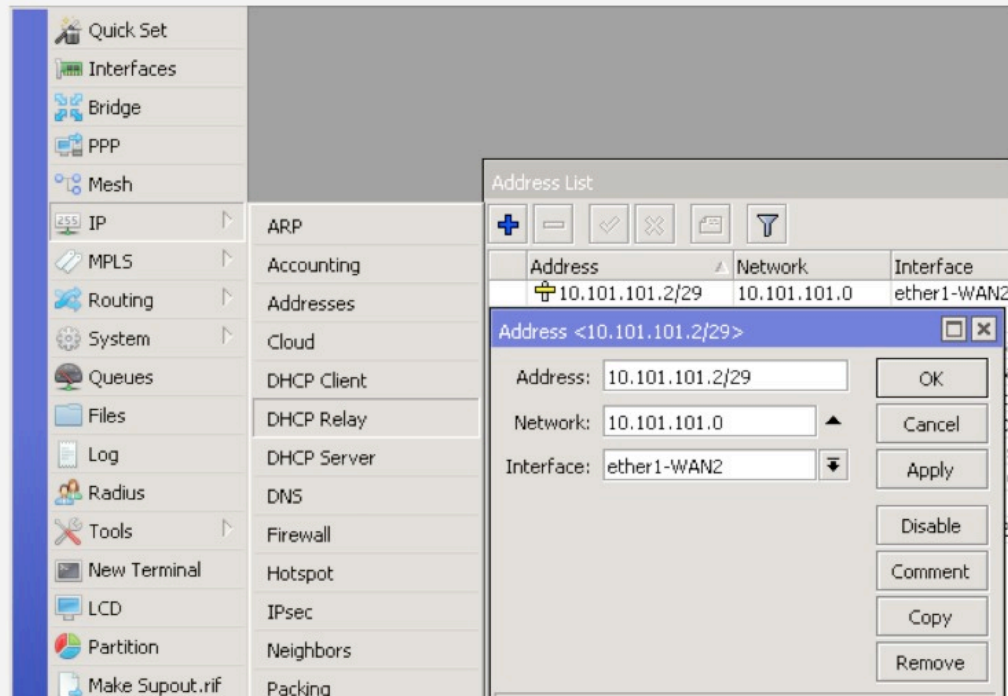 Quick Set
Interfaces
Bridge
PPP
Mesh
255 IP
MPLS
Routing
System
Queues
Files
Log
Radius
Tools
New Terminal
LCD
Partition
Make Supout.rif
ARP
Accounting
Addresses
Cloud
DHCP Client
DHCP Relay
DHCP Server
DNS
Firewall
Hotspot
IPsec
Neighbors
Packing
Address List
Address Network Interface
10.101.101.2/29 10.101.101.0 ether1-WAN2
Address <10.101.101.2/29>
Address: 10.101.101.2/29
Network: 10.101.101.0
Interface: ether1-WAN2
OK
Cancel
Apply
Disable
Comment
Copy
Remove